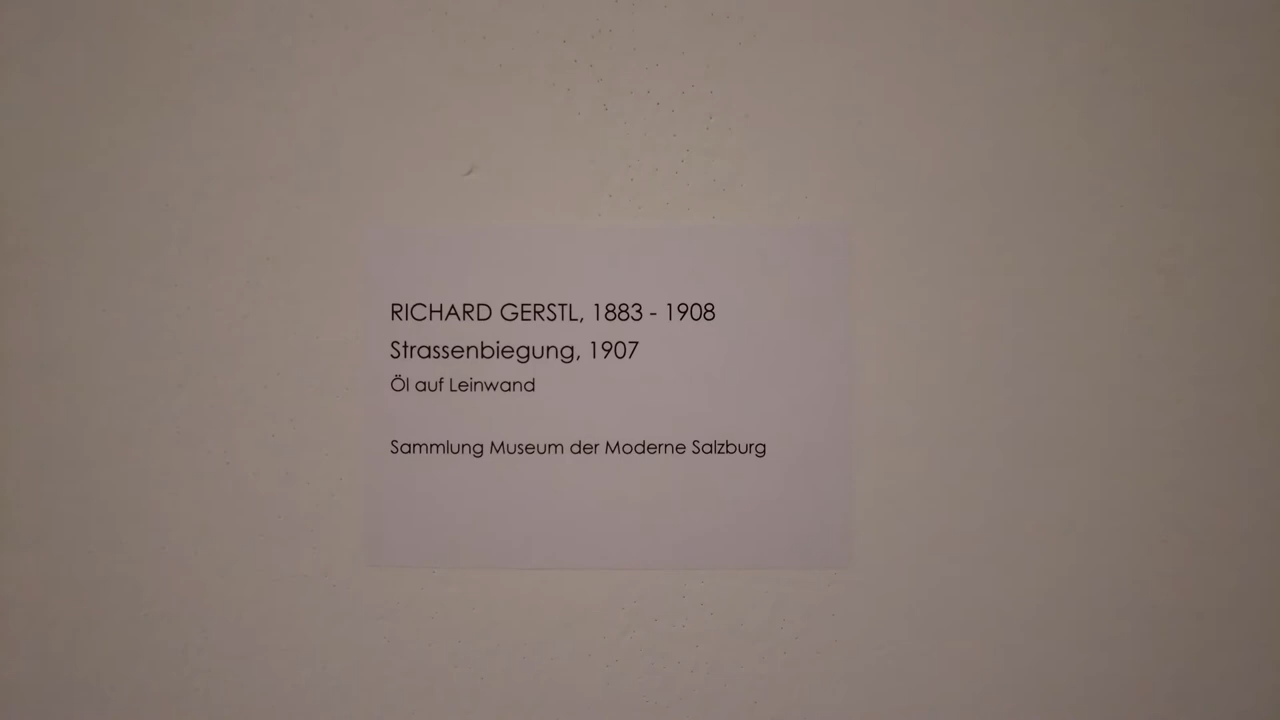 RICHARD GERSTL, 1883 - 1908
Strassenbiegung, 1907
Öl auf Leinwand
Sammlung Museum der Moderne Salzburg